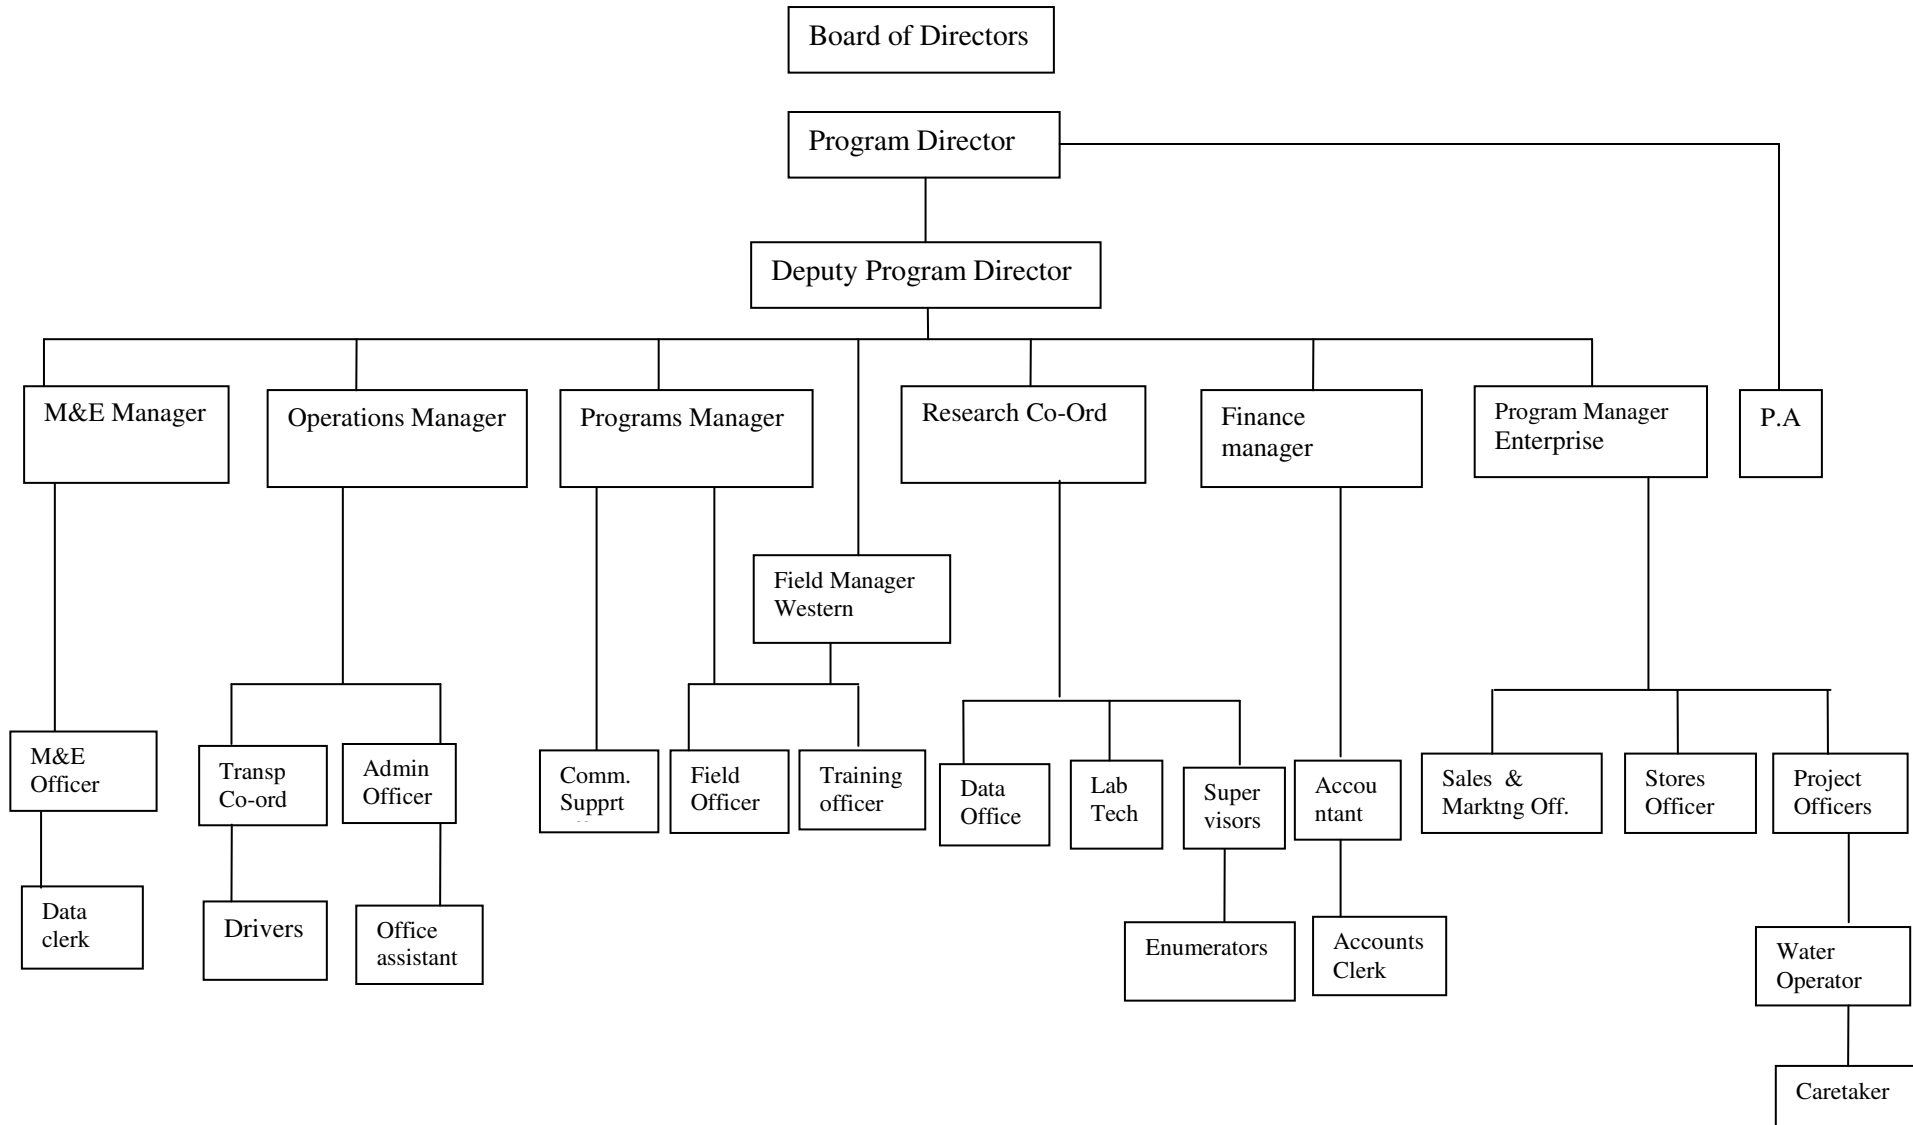 Board of Directors
Program Director
Deputy Program Director
M&E Manager
Operations Manager
Programs Manager
Research Co-Ord
Finance
manager
Program Manager
Enterprise
P.A
Field Manager
Western
M&E
Officer
Transp
Co-ord
Admin
Officer
Comm.
Supprt
Field
Officer
Training
officer
Data
Office
Lab
Tech
Super
visors
Accou
ntant
Sales &
Marktng Off.
Stores
Officer
Project
Officers
Data
clerk
Drivers
Office
assistant
Enumerators
Accounts
Clerk
Water
Operator
Caretaker